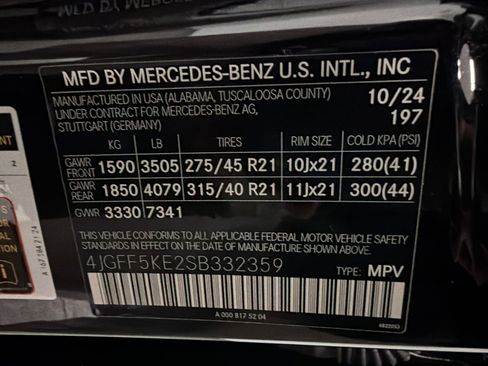 MFD BY MERCEDES-BENZ U.S. INTL., INC
MANUFACTURED IN USA (ALABAMA, TUSCALOOSA COUNTY)
UNDER CONTRACT FOR MERCEDES-BENZ AG,
STUTTGART (GERMANY)
10/24
197
KG LB TIRES RIM SIZE COLD KPA (PSI)
GAWR FRONT 1590 3505 275/45 R21 10Jx21 280(41)
GAWR REAR 1850 4079 315/40 R21 11Jx21 300(44)
GVWR 3330 7341
THIS VEHICLE CONFORMS TO ALL APPLICABLE FEDERAL MOTOR VEHICLE
SAFETY AND THEFT PREVENTION STANDARDS IN EFFECT ON THE DATE OF
MANUFACTURE SHOWN ABOVE.
4JGFF5KE2SB332359 TYPE: MPV
A 000 817 52 04